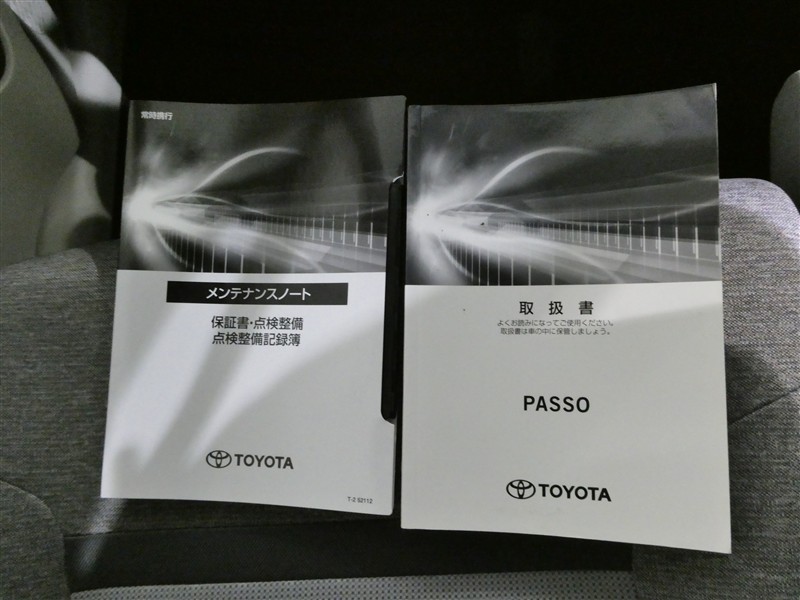 常時携行
メンテナンスノート
保証書・点検整備
点検整備記録簿
TOYOTA
T-2 52112
取扱書
よくお読みになってご使用ください。
取扱書は車の中に保管しましょう。
PASSO
TOYOTA